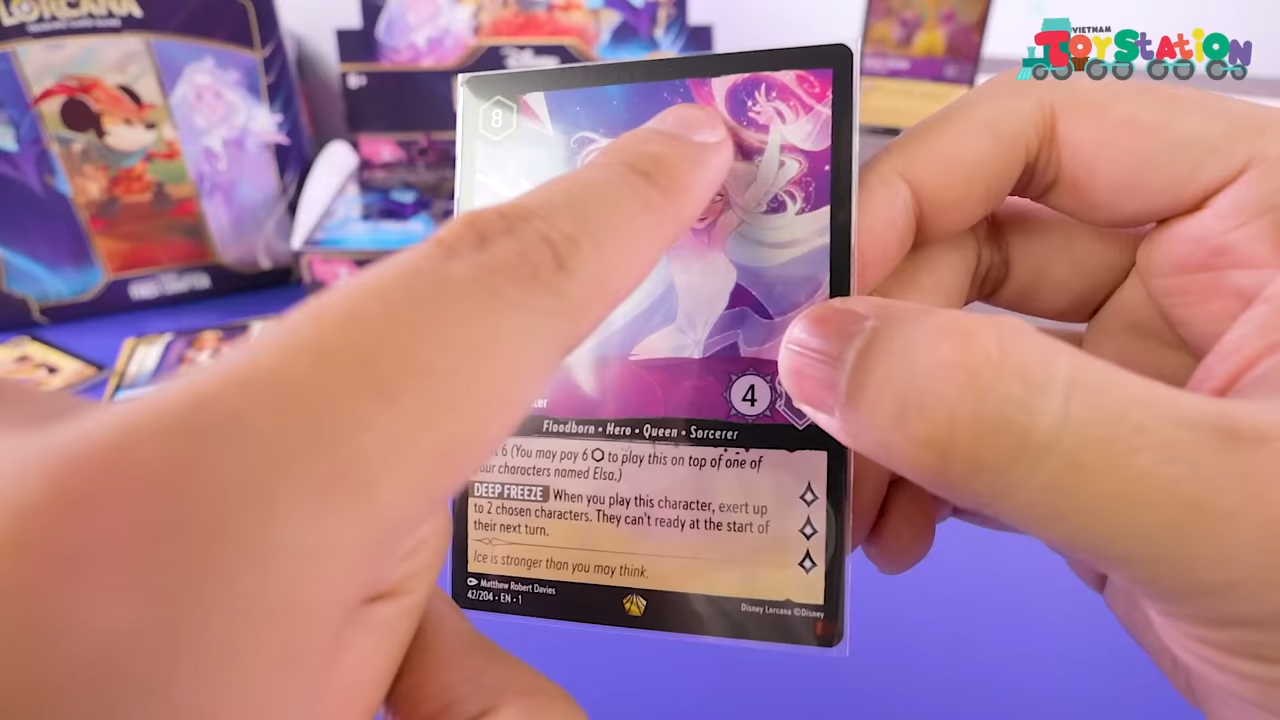 LORCANA
VIETNAM
TOYSTATION
8
4
Floodborn • Hero • Queen • Sorcerer
6 (You may pay 6 to play this on top of one of
your characters named Elsa.)
DEEP FREEZE When you play this character, exert up
to 2 chosen characters. They can't ready at the start of
their next turn.
Ice is stronger than you may think.
Matthew Robert Davies
42/204 • EN • 1
Disney Lorcana ©Disney